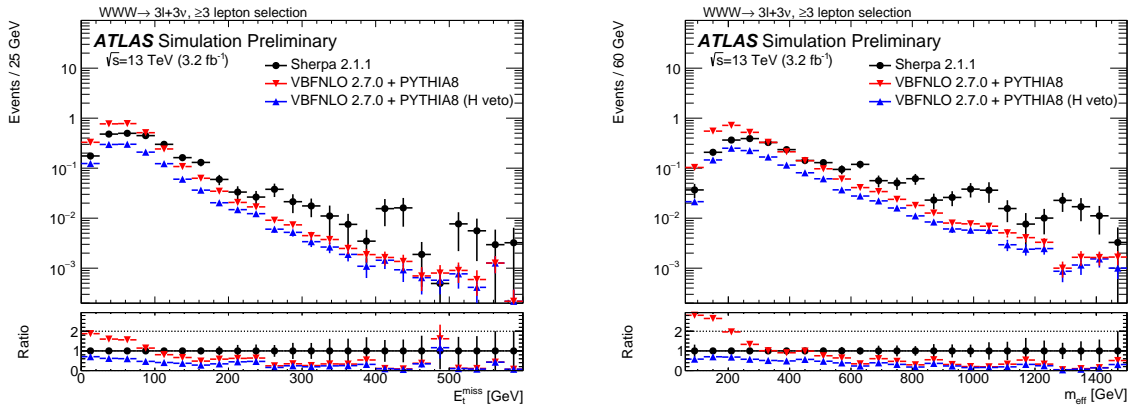 WWW→ 3l+3ν, ≥3 lepton selection
ATLAS Simulation Preliminary
√s=13 TeV (3.2 fb-1)
Sherpa 2.1.1
VBFNLO 2.7.0 + PYTHIA8
VBFNLO 2.7.0 + PYTHIA8 (H veto)
Events / 25 GeV
10
1
10-1
10-2
10-3
Ratio
2
1
0
0 100 200 300 400 500
E_t^miss [GeV]
WWW→ 3l+3ν, ≥3 lepton selection
ATLAS Simulation Preliminary
√s=13 TeV (3.2 fb-1)
Sherpa 2.1.1
VBFNLO 2.7.0 + PYTHIA8
VBFNLO 2.7.0 + PYTHIA8 (H veto)
Events / 60 GeV
10
1
10-1
10-2
10-3
Ratio
2
1
0
200 400 600 800 1000 1200 1400
m_eff [GeV]